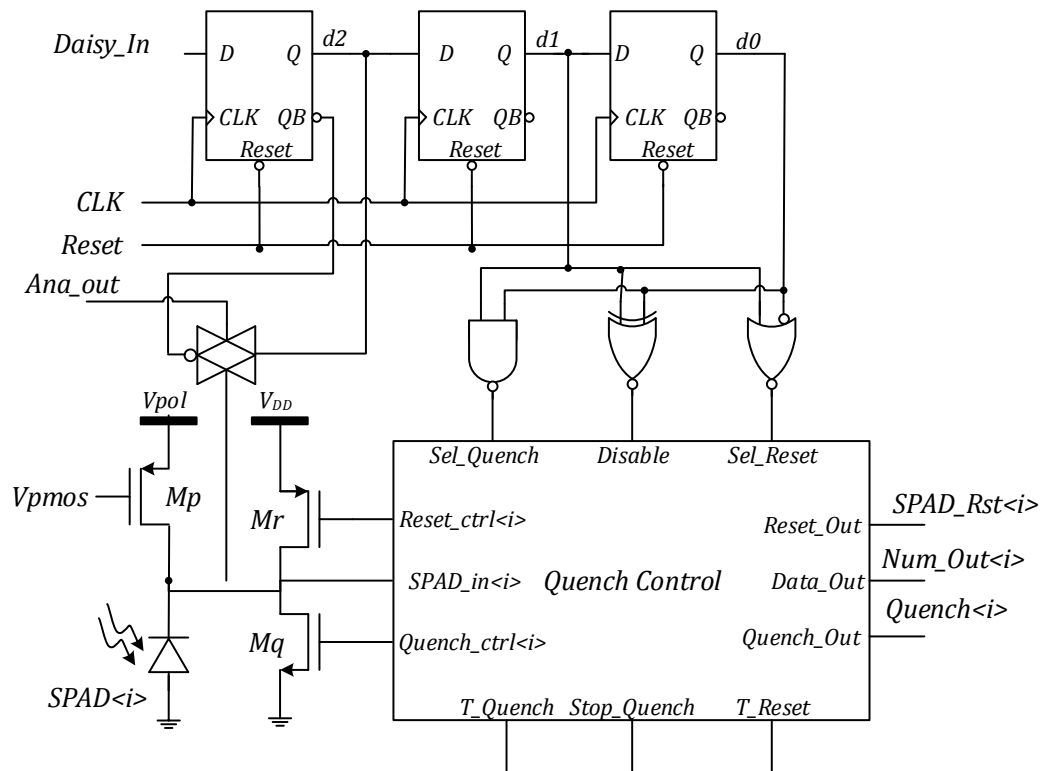 Daisy_In
D
Q
d2
D
Q
d1
D
Q
d0
CLK
QB
CLK
QB
CLK
QB
Reset
Reset
Reset
CLK
Reset
Ana_out
Vpol
VDD
Sel_Quench
Disable
Sel_Reset
Vpmos
Mp
Mr
Reset_ctrl<i>
Reset_Out
SPAD_Rst<i>
SPAD_in<i>
Quench Control
Data_Out
Num_Out<i>
Mq
Quench_ctrl<i>
Quench_Out
Quench<i>
SPAD<i>
T_Quench
Stop_Quench
T_Reset